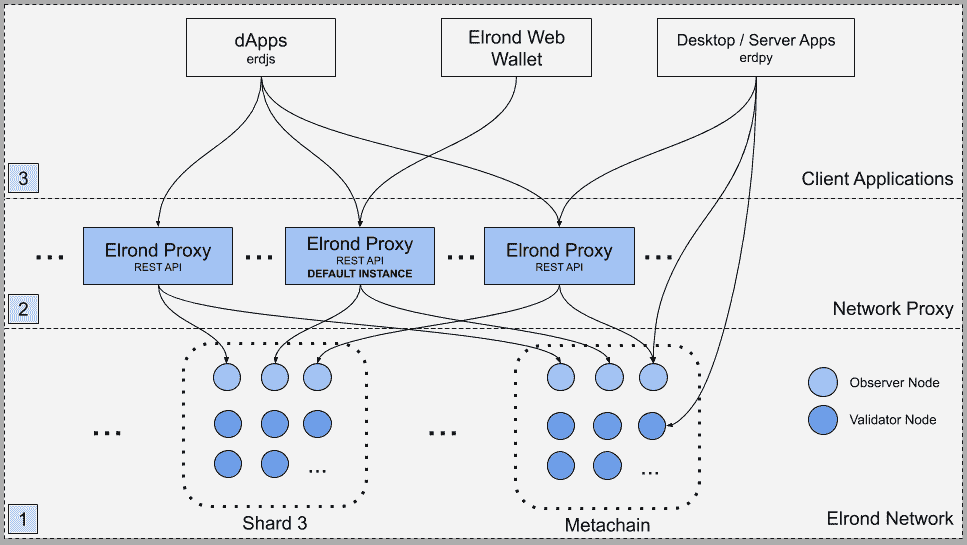 dApps
erdjs
Elrond Web
Wallet
Desktop / Server Apps
erdpy
3
Client Applications
...
Elrond Proxy
REST API
...
Elrond Proxy
REST API
DEFAULT INSTANCE
...
Elrond Proxy
REST API
...
2
Network Proxy
Observer Node
Validator Node
...
...
...
...
1
Shard 3
Metachain
Elrond Network